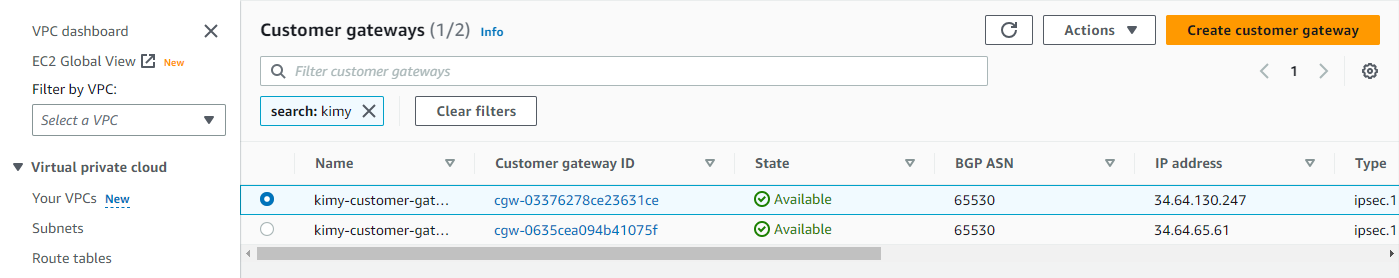 VPC dashboard
EC2 Global View New
Filter by VPC:
Select a VPC
Virtual private cloud
Your VPCs New
Subnets
Route tables
Customer gateways (1/2) Info
Actions
Create customer gateway
Filter customer gateways
1
search: kimy
Clear filters
Name Customer gateway ID State BGP ASN IP address Type
kimy-customer-gat... cgw-03376278ce23631ce Available 65530 34.64.130.247 ipsec.1
kimy-customer-gat... cgw-0635cea094b41075f Available 65530 34.64.65.61 ipsec.1